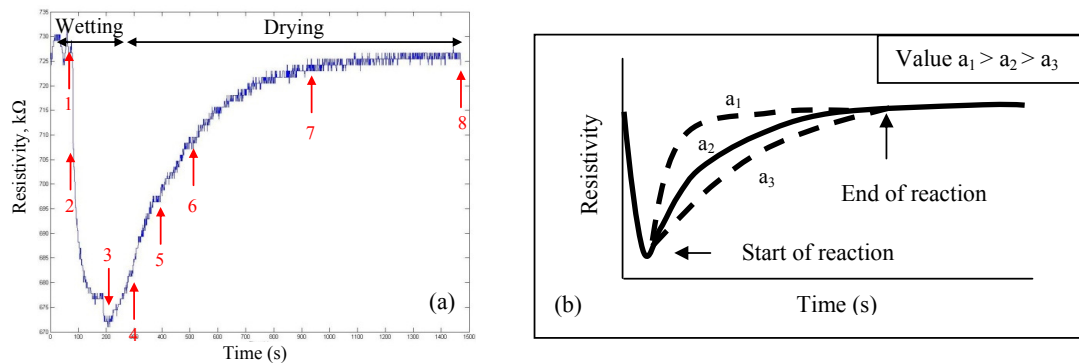 Wetting Drying
Resistivity, kΩ
735
730
725
720
715
710
705
700
695
690
685
680
675
670
1
2
3
4
5
6
7
8
(a)
0 100 200 300 400 500 600 700 800 900 1000 1100 1200 1300 1400 1500
Time (s)
Value a₁ > a₂ > a₃
Resistivity
a₁
a₂
a₃
End of reaction
Start of reaction
(b)
Time (s)